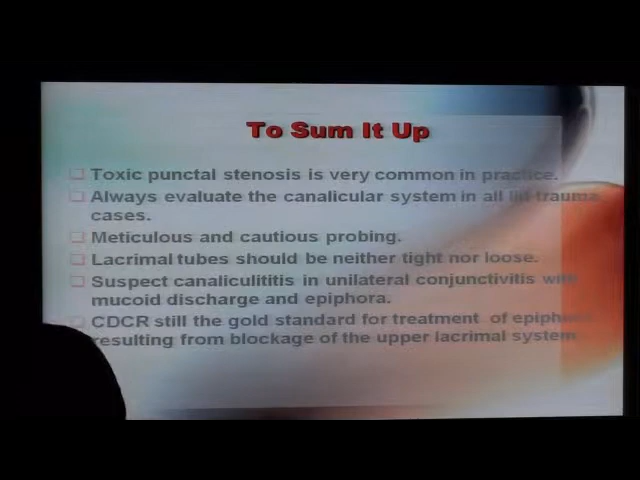 To Sum It Up
Toxic punctal stenosis is very common in practice.
Always evaluate the canalicular system in all lid trauma
cases.
Meticulous and cautious probing.
Lacrimal tubes should be neither tight nor loose.
Suspect canaliculititis in unilateral conjunctivitis with
mucoid discharge and epiphora.
CDCR still the gold standard for treatment of epiphora
resulting from blockage of the upper lacrimal system